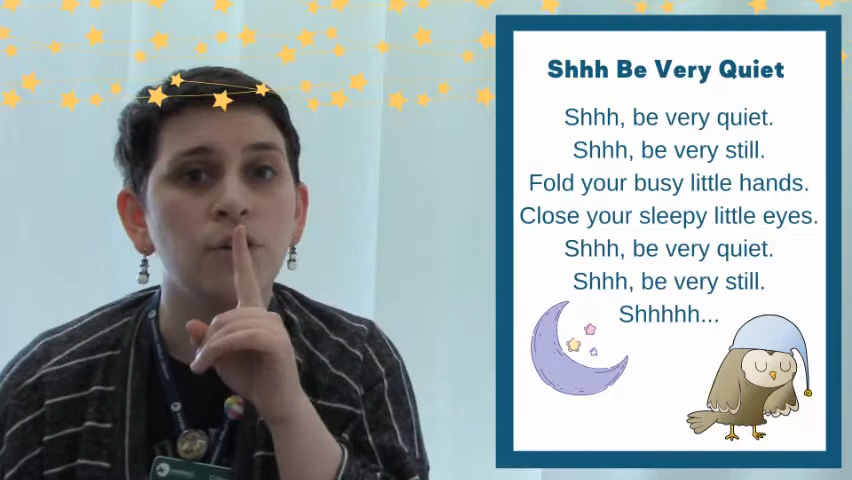 Shhh Be Very Quiet
Shhh, be very quiet.
Shhh, be very still.
Fold your busy little hands.
Close your sleepy little eyes.
Shhh, be very quiet.
Shhh, be very still.
Shhhhh...